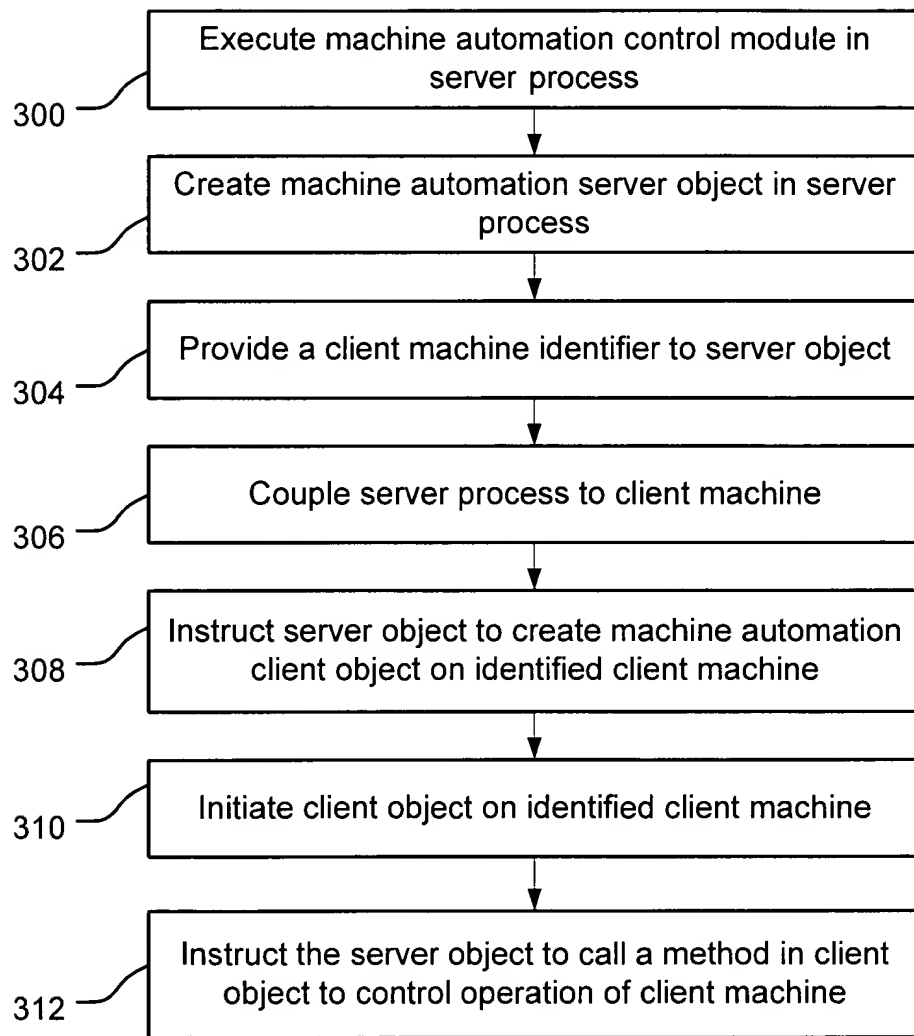 Execute machine automation control module in
server process
300
Create machine automation server object in server
process
302
Provide a client machine identifier to server object
304
Couple server process to client machine
306
Instruct server object to create machine automation
client object on identified client machine
308
Initiate client object on identified client machine
310
Instruct the server object to call a method in client
object to control operation of client machine
312